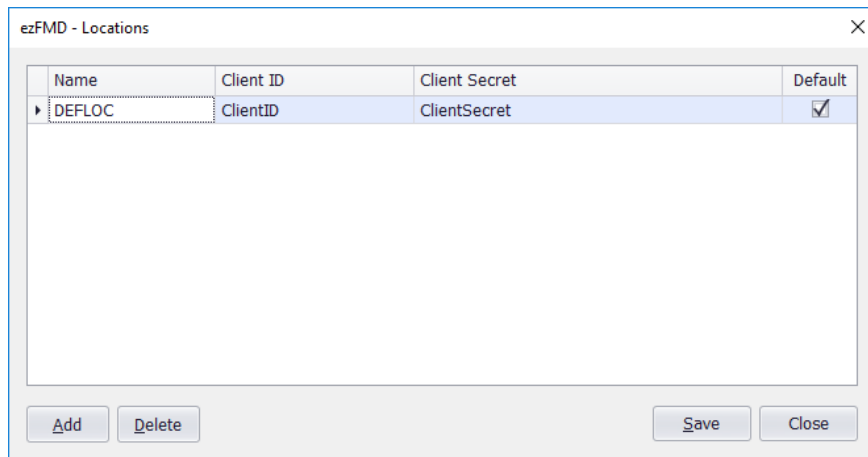 ezFMD - Locations
Name Client ID Client Secret Default
DEFLOC ClientID ClientSecret
Add Delete Save Close